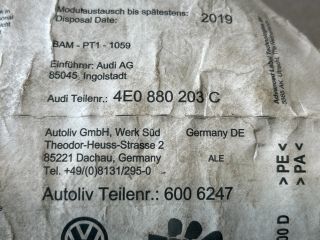 Modulaustausch bis spätestens:
Disposal Date: 2019
BAM - PT1 - 1059
Einführer: Audi AG
85045 Ingolstadt
Audi Teilenr.: 4E0 880 203 C
Autoliv GmbH, Werk Süd Germany DE
Theodor-Heuss-Strasse 2
85221 Dachau, Germany ALE
Tel. +49/(0)8131/295-0
Autoliv Teilenr.: 600 6247
> PE <
> PA <
00 D